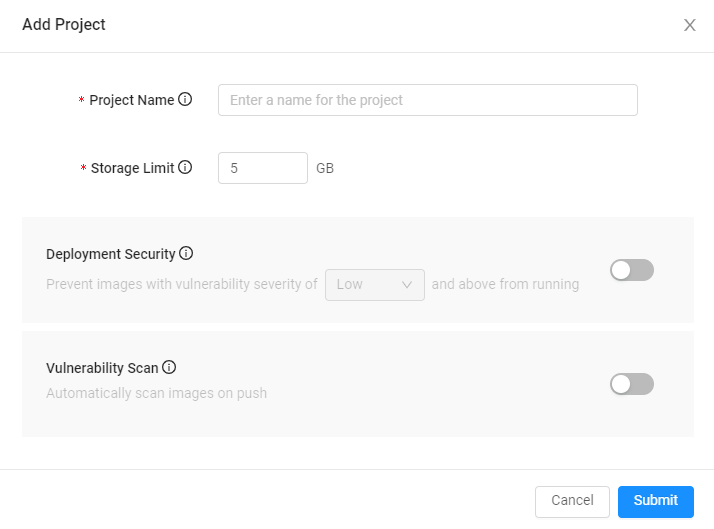 Add Project
* Project Name
Enter a name for the project
* Storage Limit
5
GB
Deployment Security
Prevent images with vulnerability severity of Low and above from running
Vulnerability Scan
Automatically scan images on push
Cancel
Submit